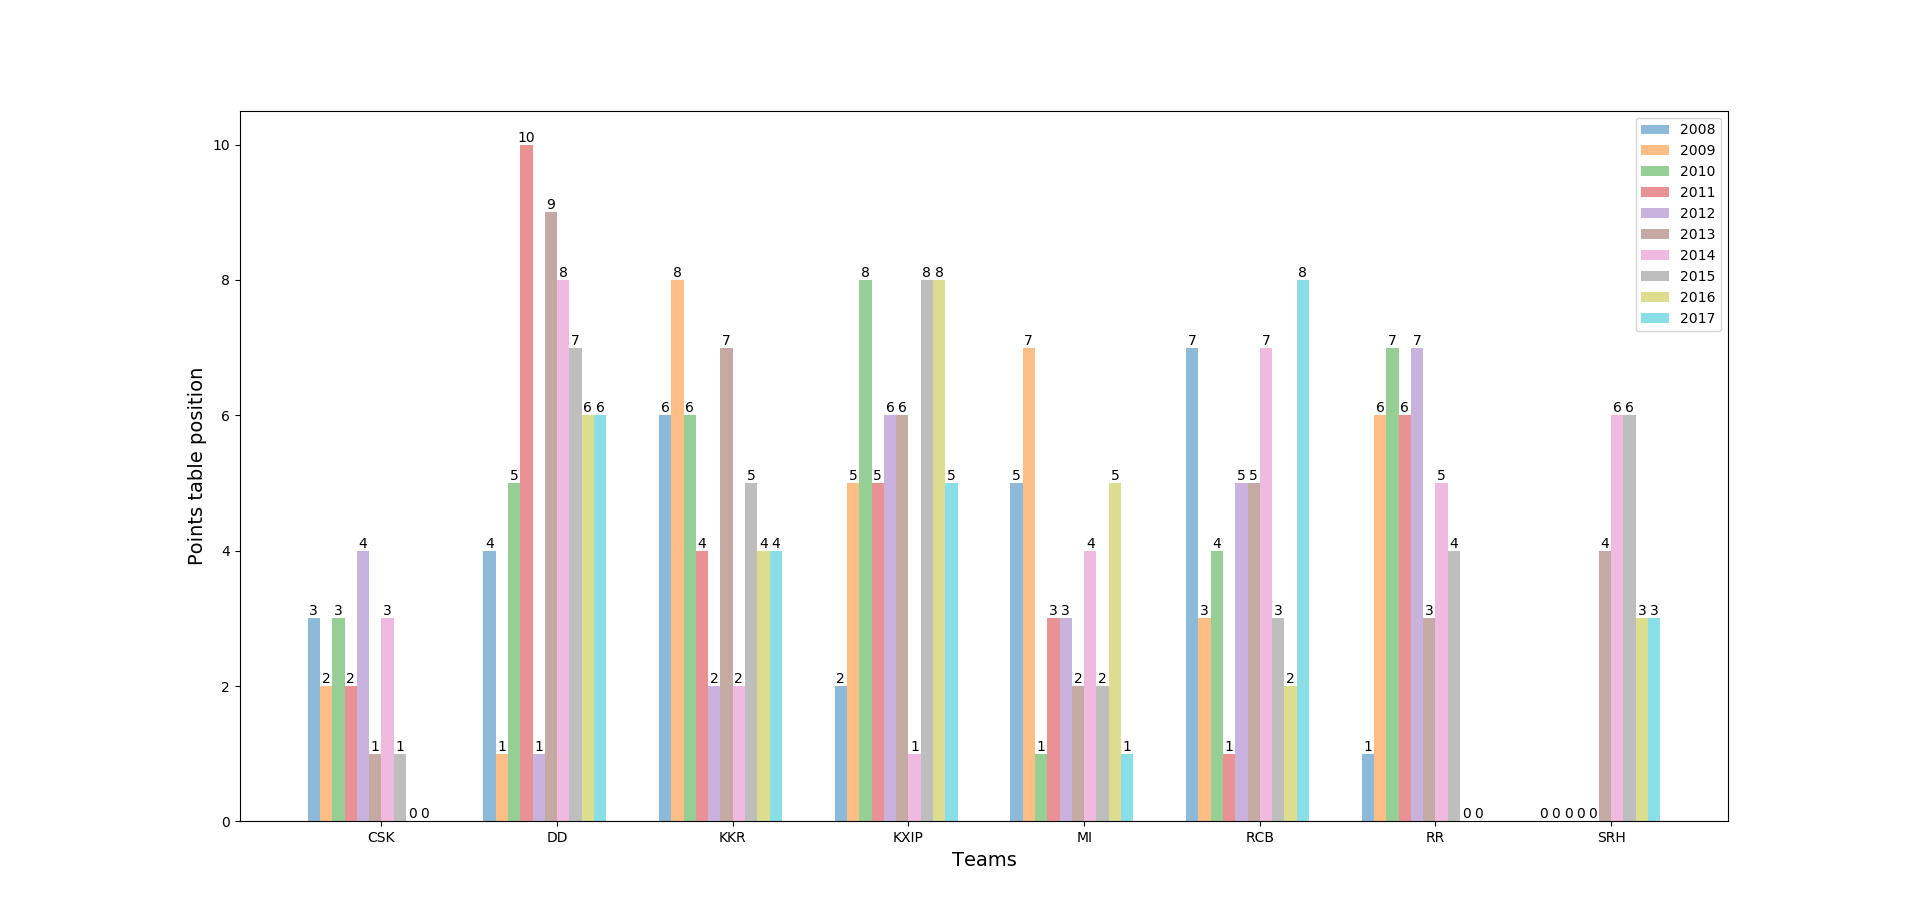 10
8
6
4
2
0
Points table position
3 2 3 2 4 1 3 1 0 0
4 1 5 10 1 9 8 7 6 6
6 8 6 4 2 7 2 5 4 4
2 5 8 5 6 6 1 8 8 5
5 7 1 3 3 2 4 2 5 1
7 3 4 1 5 5 7 3 2 8
1 6 7 6 7 3 5 4 0 0
0 0 0 0 0 4 6 6 3 3
2008
2009
2010
2011
2012
2013
2014
2015
2016
2017
CSK DD KKR KXIP MI RCB RR SRH
Teams